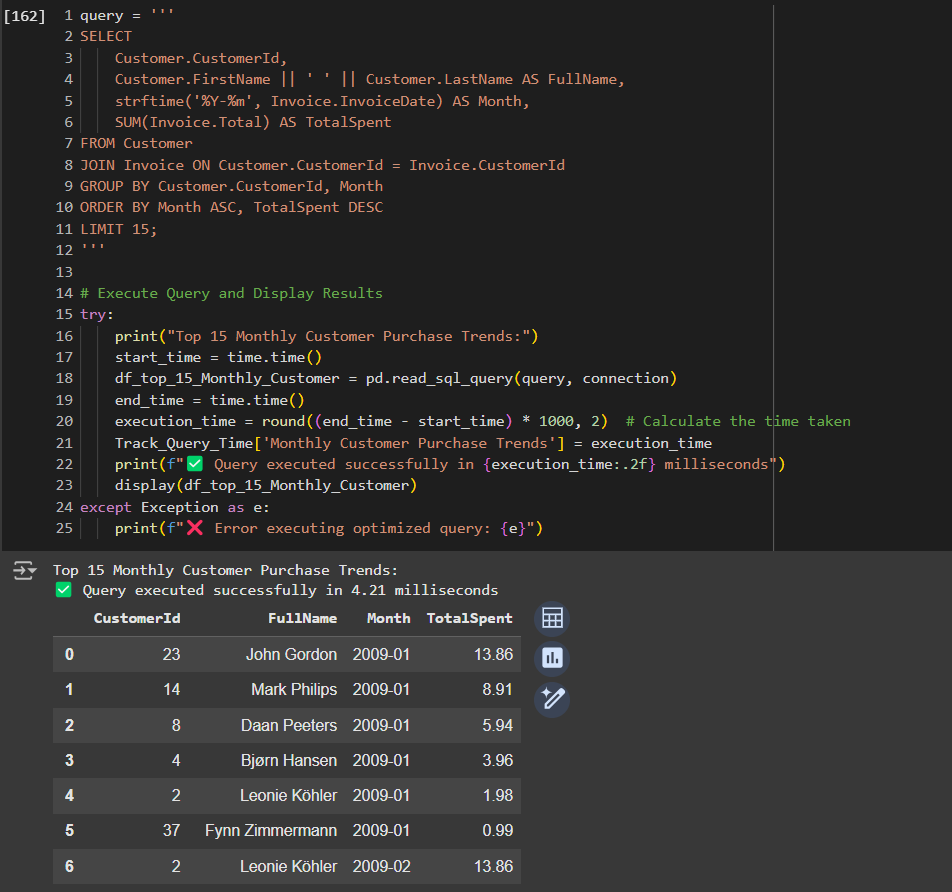 [162] 1 query = '''
2 SELECT
3     Customer.CustomerId,
4     Customer.FirstName || ' ' || Customer.LastName AS FullName,
5     strftime('%Y-%m', Invoice.InvoiceDate) AS Month,
6     SUM(Invoice.Total) AS TotalSpent
7 FROM Customer
8 JOIN Invoice ON Customer.CustomerId = Invoice.CustomerId
9 GROUP BY Customer.CustomerId, Month
10 ORDER BY Month ASC, TotalSpent DESC
11 LIMIT 15;
12 '''
13
14 # Execute Query and Display Results
15 try:
16     print("Top 15 Monthly Customer Purchase Trends:")
17     start_time = time.time()
18     df_top_15_Monthly_Customer = pd.read_sql_query(query, connection)
19     end_time = time.time()
20     execution_time = round((end_time - start_time) * 1000, 2)  # Calculate the time taken
21     Track_Query_Time['Monthly Customer Purchase Trends'] = execution_time
22     print(f"✅ Query executed successfully in {execution_time:.2f} milliseconds")
23     display(df_top_15_Monthly_Customer)
24 except Exception as e:
25     print(f"❌ Error executing optimized query: {e}")
Top 15 Monthly Customer Purchase Trends:
✅ Query executed successfully in 4.21 milliseconds
CustomerId FullName Month TotalSpent
0 23 John Gordon 2009-01 13.86
1 14 Mark Philips 2009-01 8.91
2 8 Daan Peeters 2009-01 5.94
3 4 Bjørn Hansen 2009-01 3.96
4 2 Leonie Köhler 2009-01 1.98
5 37 Fynn Zimmermann 2009-01 0.99
6 2 Leonie Köhler 2009-02 13.86